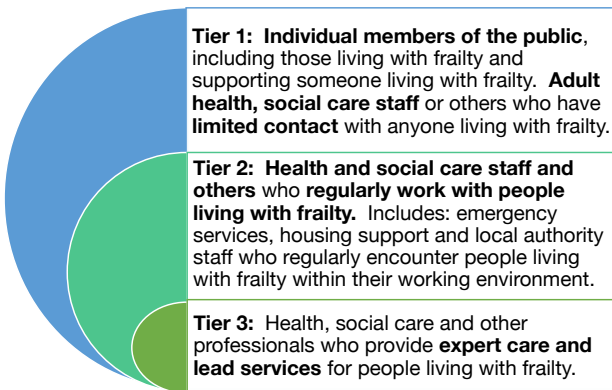 Tier 1: Individual members of the public,
including those living with frailty and
supporting someone living with frailty. Adult
health, social care staff or others who have
limited contact with anyone living with frailty.
Tier 2: Health and social care staff and
others who regularly work with people
living with frailty. Includes: emergency
services, housing support and local authority
staff who regularly encounter people living
with frailty within their working environment.
Tier 3: Health, social care and other
professionals who provide expert care and
lead services for people living with frailty.